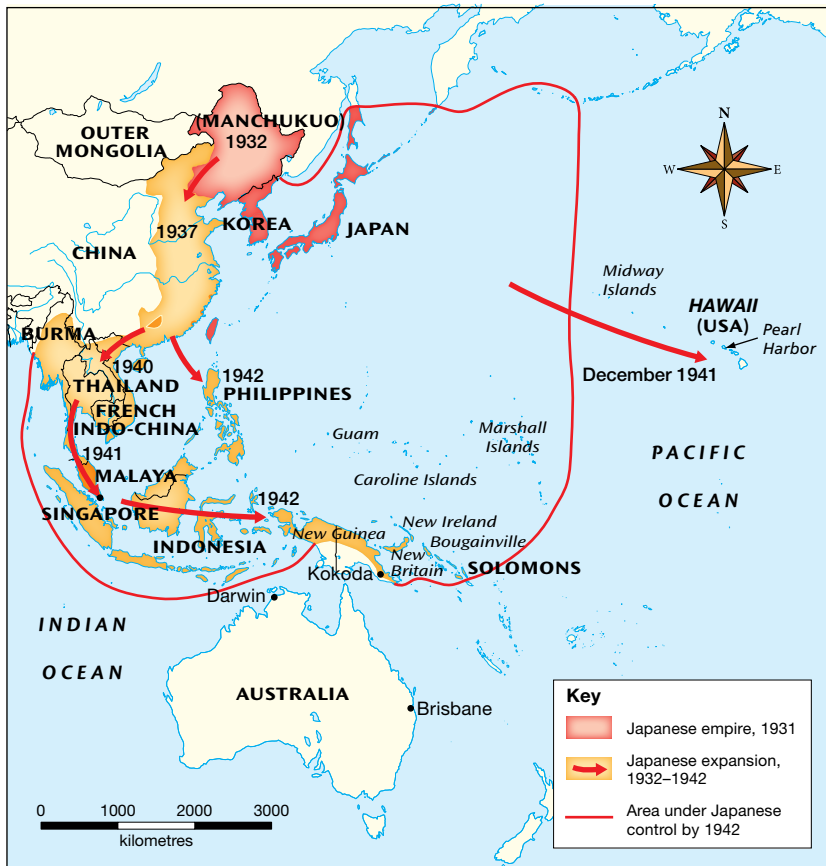 OUTER
MONGOLIA
(MANCHUKUO)
1932
N
W
E
S
KOREA
JAPAN
1937
CHINA
Midway
Islands
HAWAII
(USA)
Pearl
Harbor
BURMA
1940
THAILAND
FRENCH
INDO-CHINA
1942
PHILIPPINES
December 1941
Guam
Marshall
Islands
PACIFIC
OCEAN
1941
MALAYA
SINGAPORE
Caroline Islands
1942
INDONESIA
New Guinea
New Ireland
Bougainville
New
Britain
SOLOMONS
Kokoda
Darwin
INDIAN
OCEAN
AUSTRALIA
Brisbane
Key
Japanese empire, 1931
Japanese expansion,
1932–1942
Area under Japanese
control by 1942
0 1000 2000 3000
kilometres